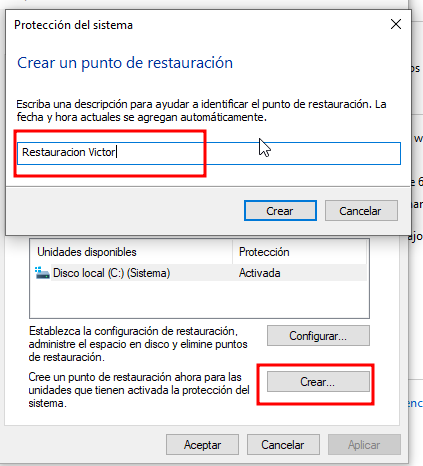 Protección del sistema
Crear un punto de restauración
Escriba una descripción para ayudar a identificar el punto de restauración. La
fecha y hora actuales se agregan automáticamente.
Restauracion Victor
Crear
Cancelar
Unidades disponibles
Protección
Disco local (C:) (Sistema)
Activada
Establezca la configuración de restauración,
administre el espacio en disco y elimine puntos
de restauración.
Configurar...
Cree un punto de restauración ahora para las
unidades que tienen activada la protección del
sistema.
Crear...
Aceptar
Cancelar
Aplicar